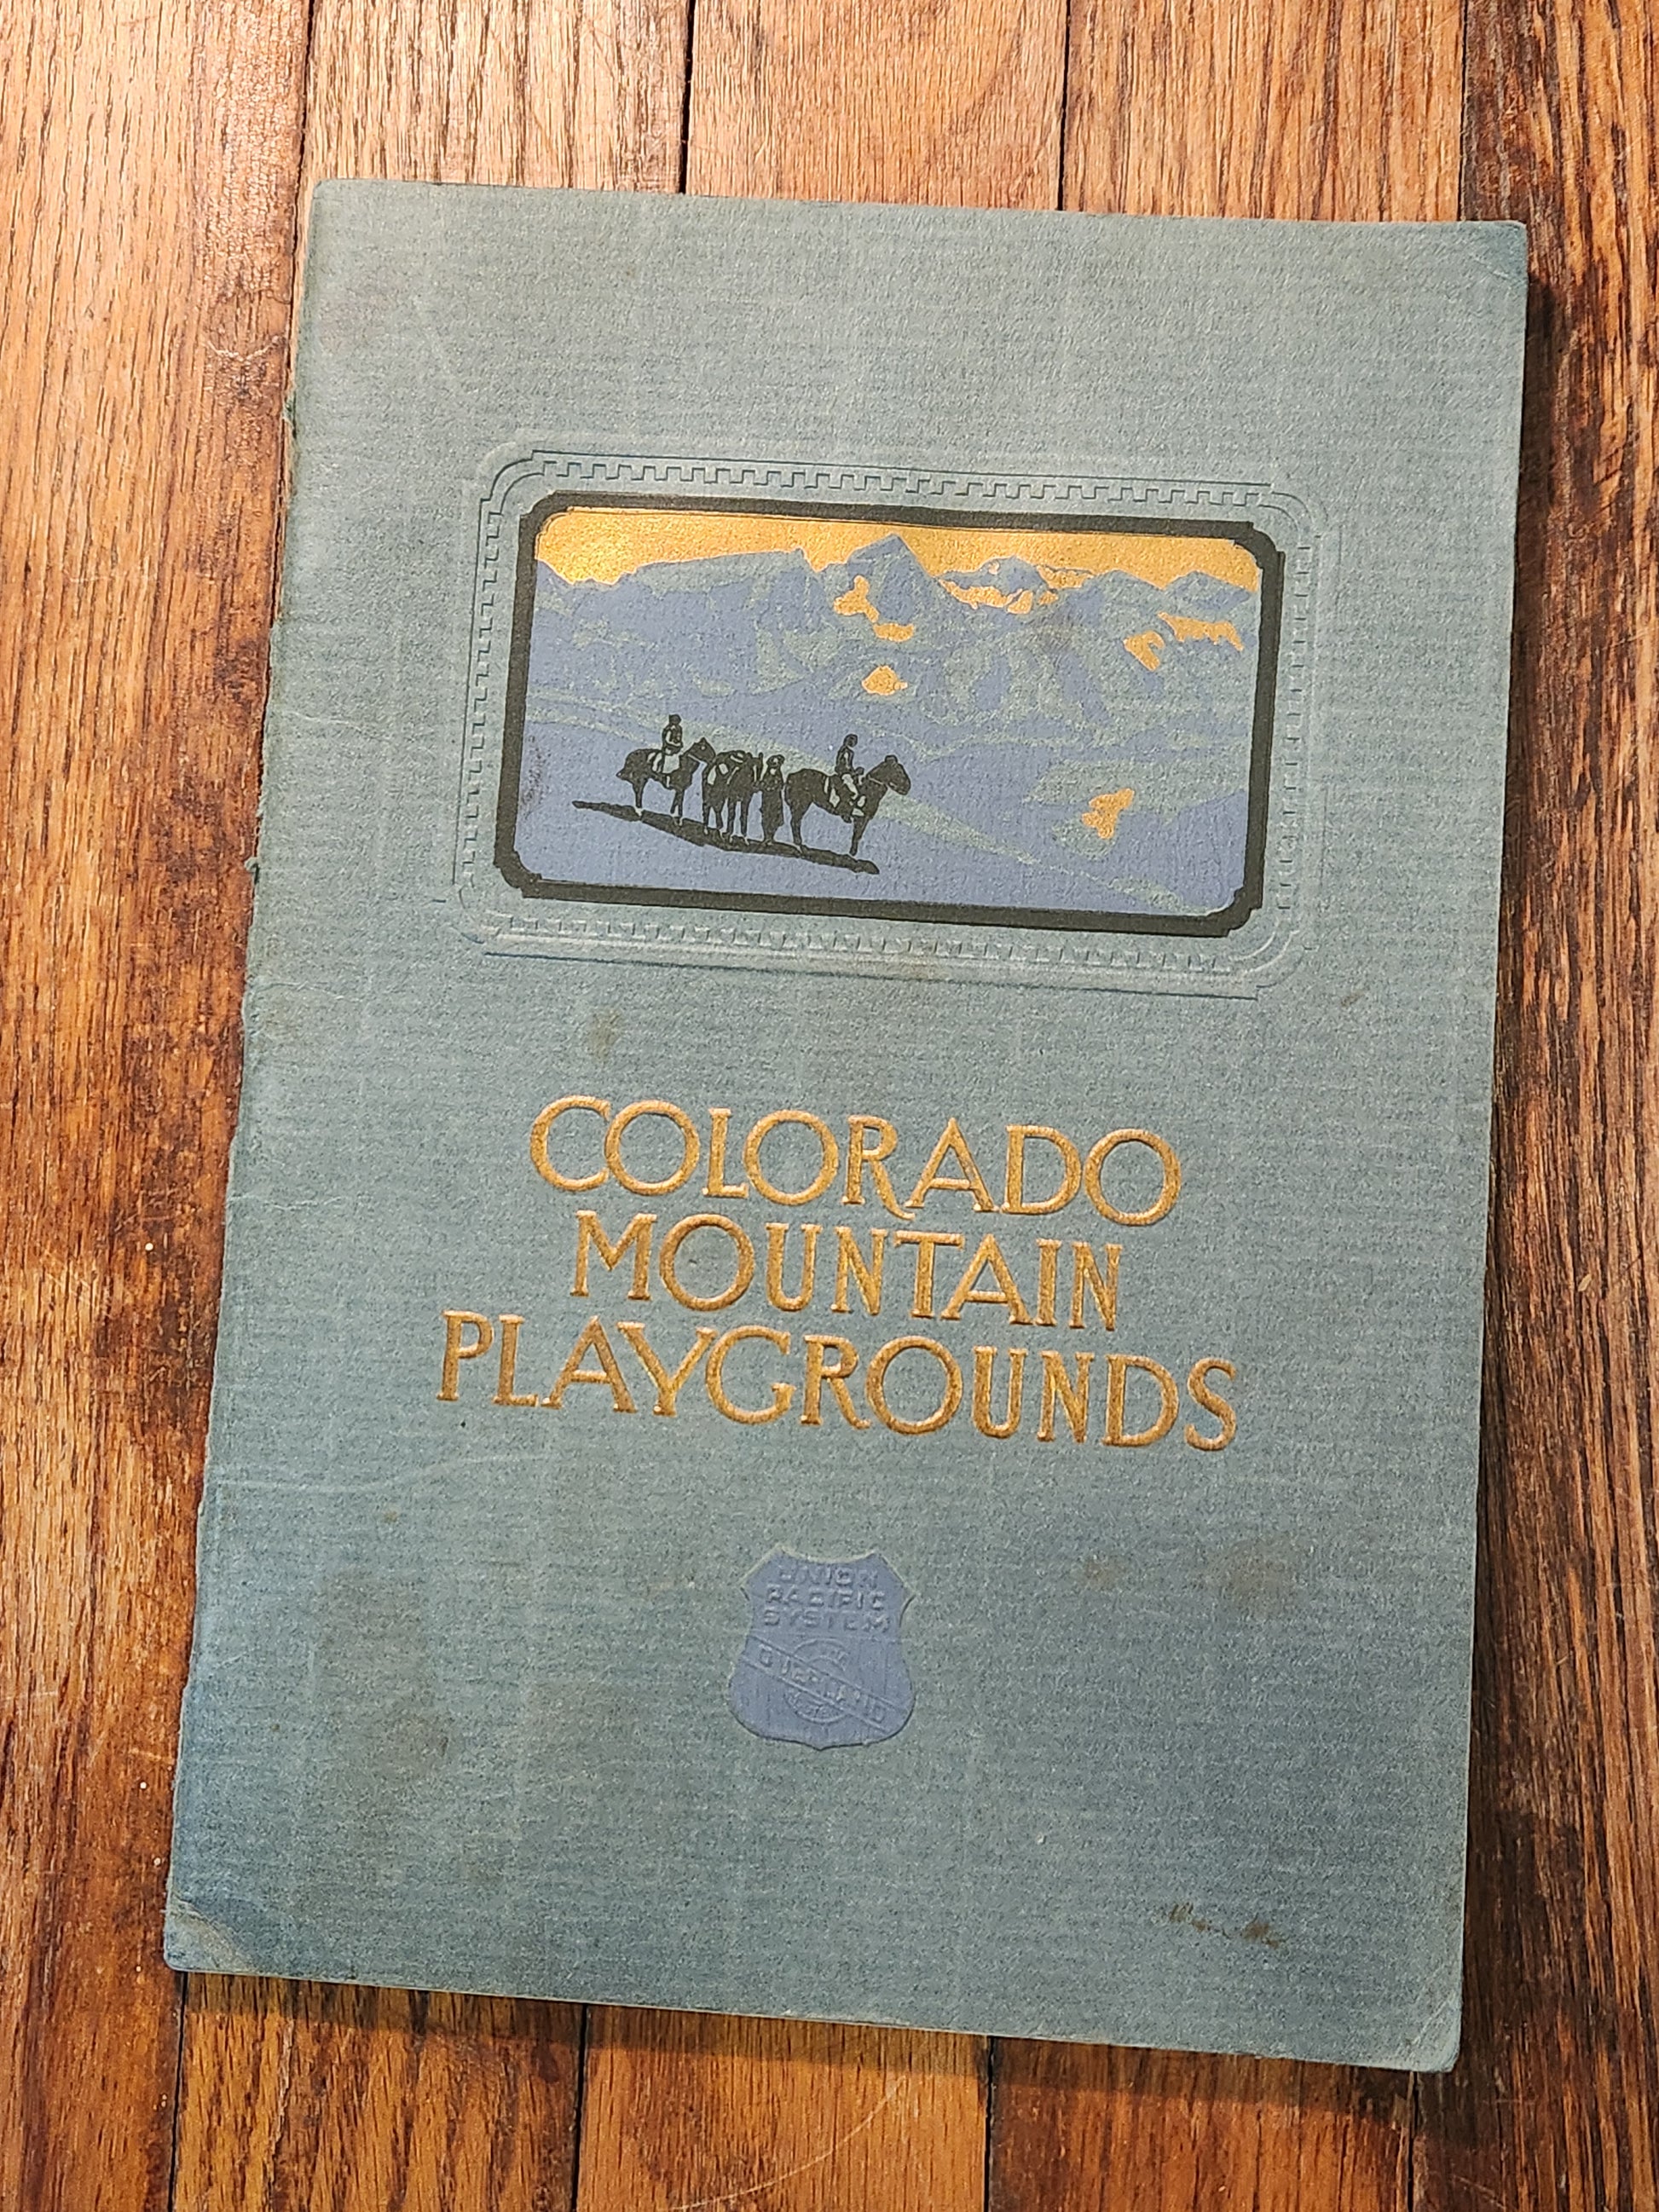 COLORADO
MOUNTAIN
PLAYGROUNDS
UNION
PACIFIC
SYSTEM
OVERLAND